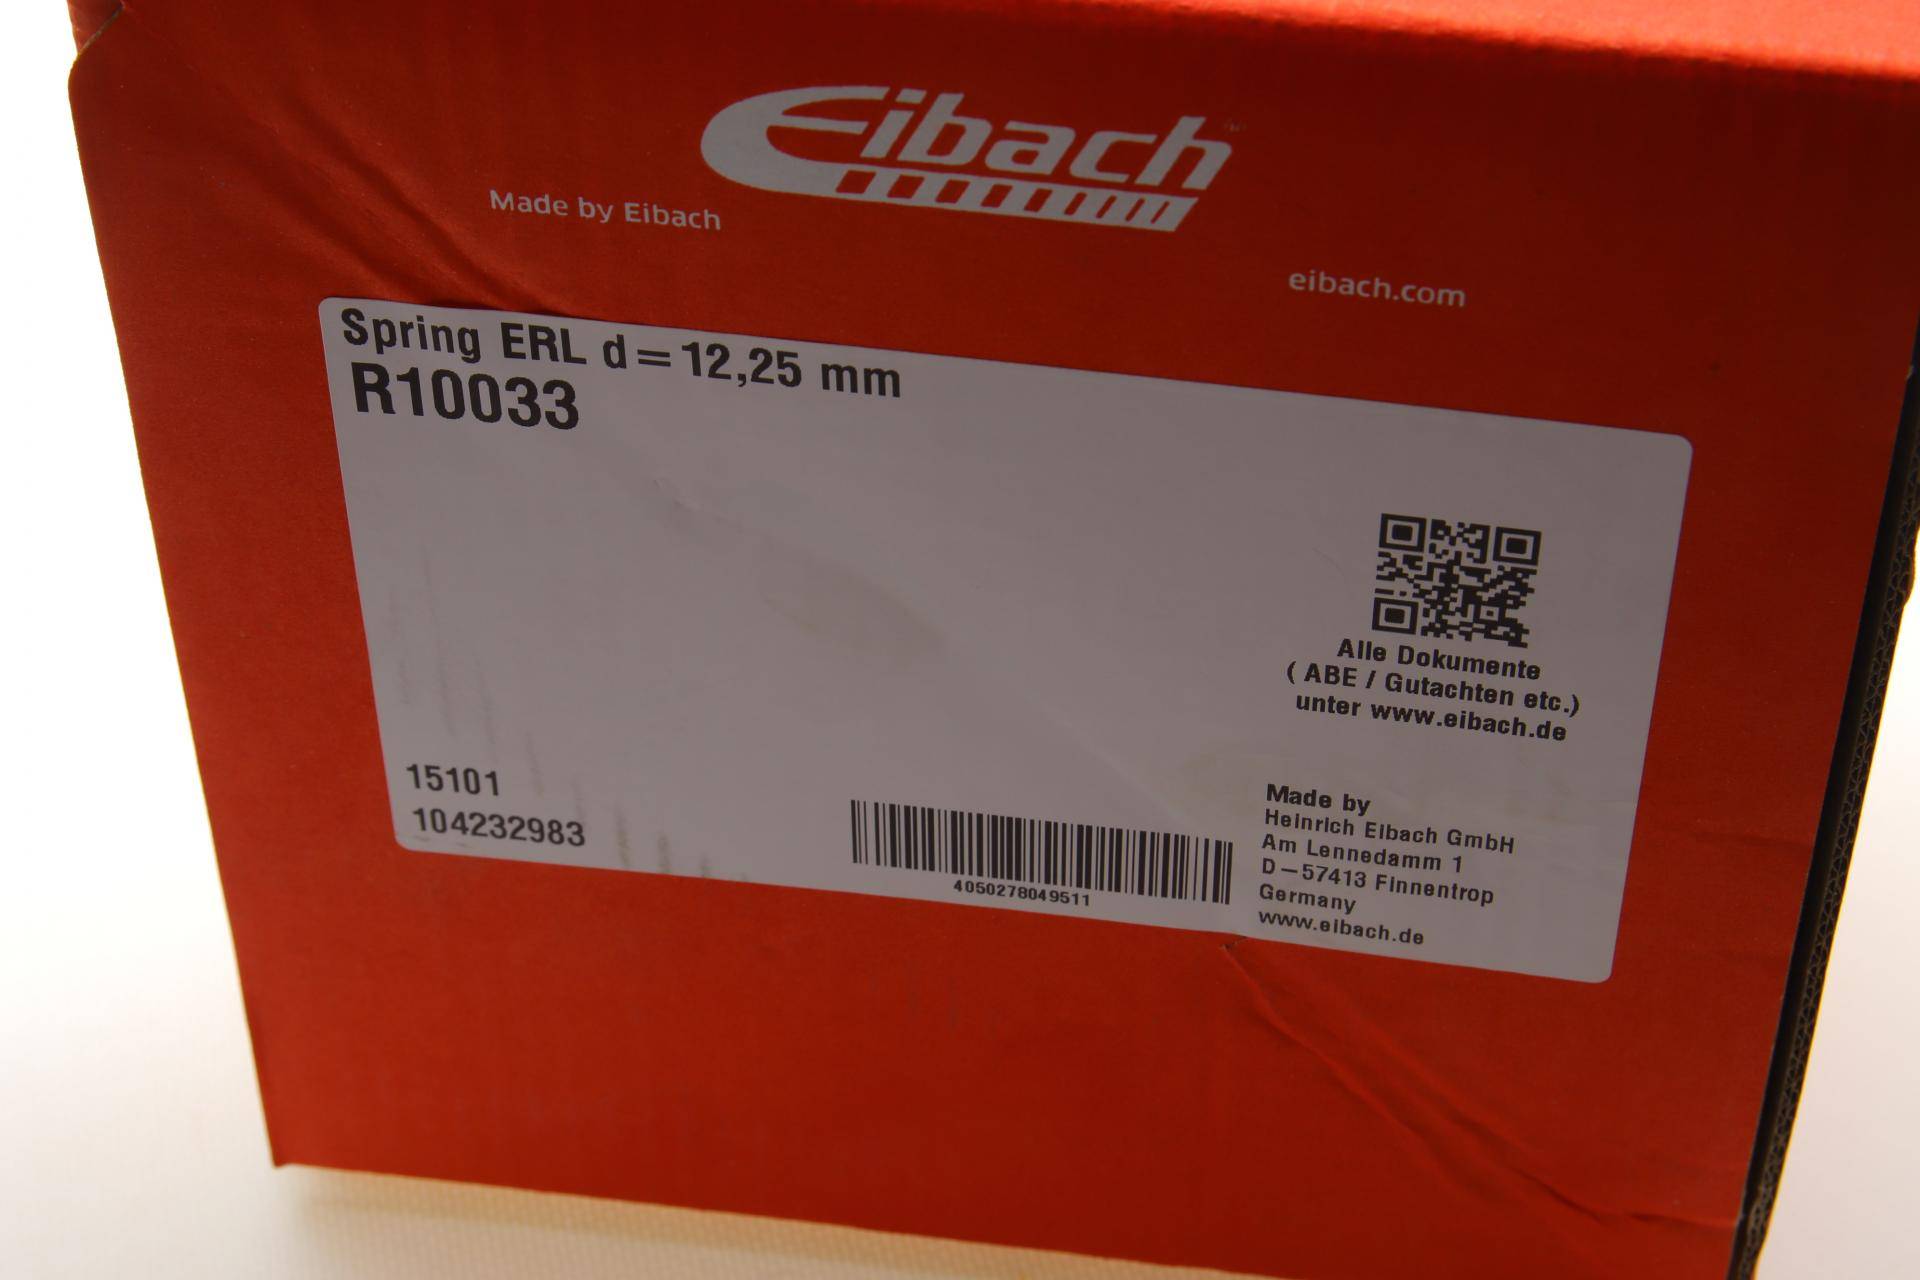 Eibach
Made by Eibach
eibach.com
Spring ERL d=12,25 mm
R10033
Alle Dokumente
( ABE / Gutachten etc.)
unter www.eibach.de
15101
104232983
4050278049511
Made by
Heinrich Eibach GmbH
Am Lennedamm 1
D-57413 Finnentrop
Germany
www.eibach.de